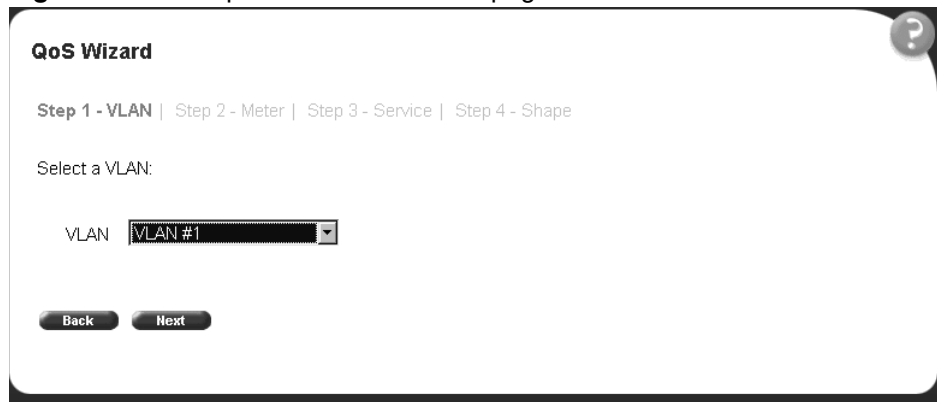 ?
QoS Wizard
Step 1 - VLAN | Step 2 - Meter | Step 3 - Service | Step 4 - Shape
Select a VLAN:
VLAN VLAN #1
Back Next